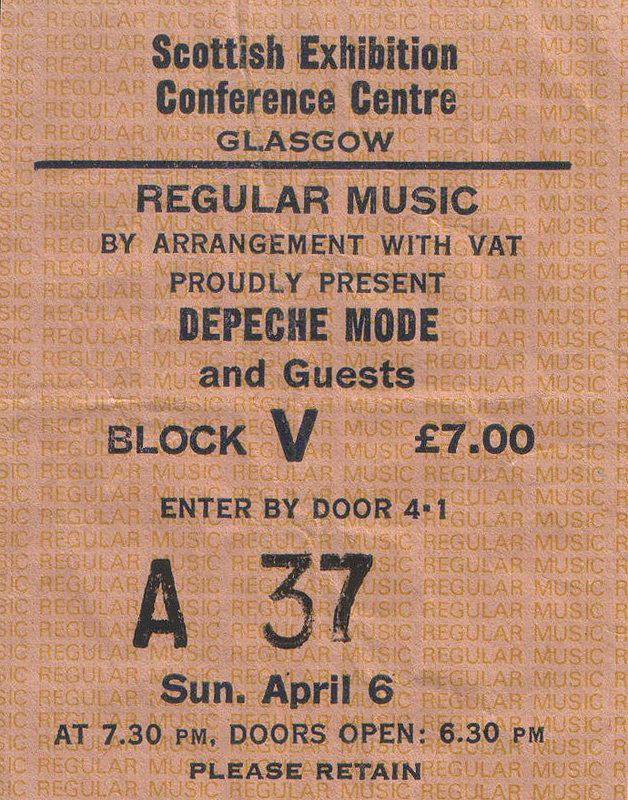 Scottish Exhibition
Conference Centre
GLASGOW
REGULAR MUSIC
BY ARRANGEMENT WITH VAT
PROUDLY PRESENT
DEPECHE MODE
and Guests
BLOCK V £7.00
ENTER BY DOOR 4·1
A 37
Sun. April 6
AT 7.30 PM, DOORS OPEN: 6.30 PM
PLEASE RETAIN